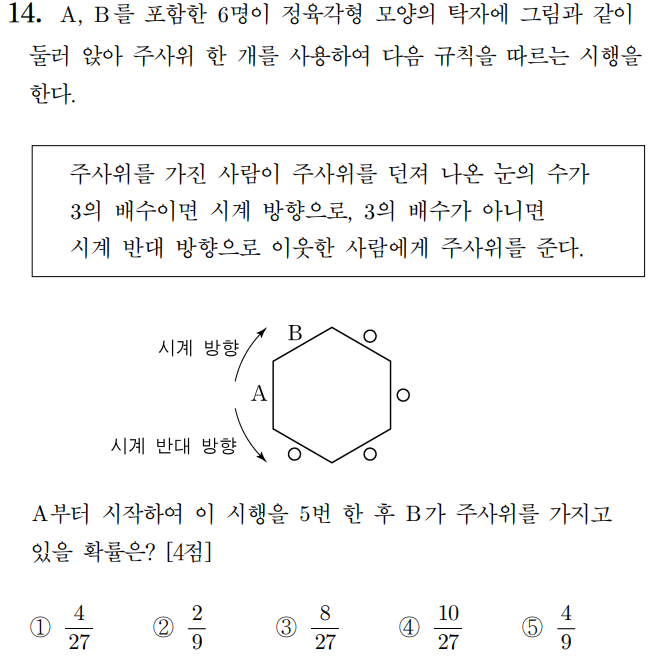 14. A, B를 포함한 6명이 정육각형 모양의 탁자에 그림과 같이
둘러 앉아 주사위 한 개를 사용하여 다음 규칙을 따르는 시행을
한다.
주사위를 가진 사람이 주사위를 던져 나온 눈의 수가
3의 배수이면 시계 방향으로, 3의 배수가 아니면
시계 반대 방향으로 이웃한 사람에게 주사위를 준다.
시계 방향
B
A
시계 반대 방향
A부터 시작하여 이 시행을 5번 한 후 B가 주사위를 가지고
있을 확률은? [4점]
① 4/27 ② 2/9 ③ 8/27 ④ 10/27 ⑤ 4/9